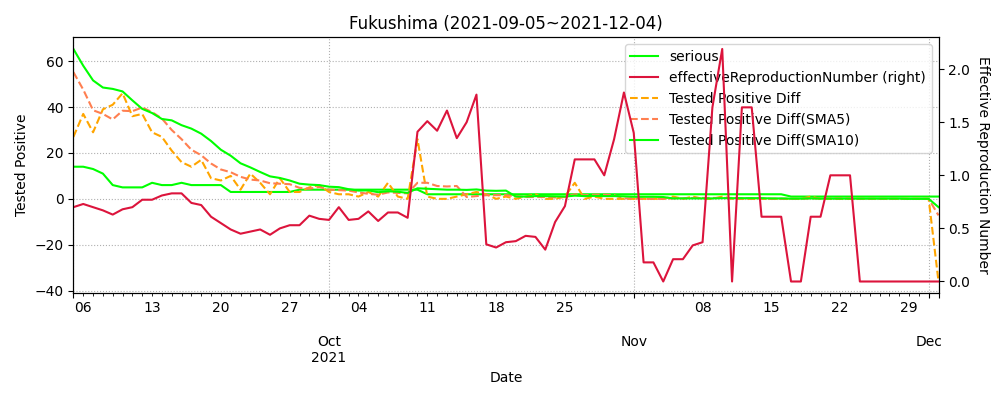 Fukushima (2021-09-05~2021-12-04)
serious
effectiveReproductionNumber (right)
Tested Positive Diff
Tested Positive Diff(SMA5)
Tested Positive Diff(SMA10)
Tested Positive
60
40
20
0
−20
−40
2.0
1.5
1.0
0.5
0.0
Effective Reproduction Number
06 13 20 27 04 11 18 25 08 15 22 29
Oct Nov Dec
2021
Date